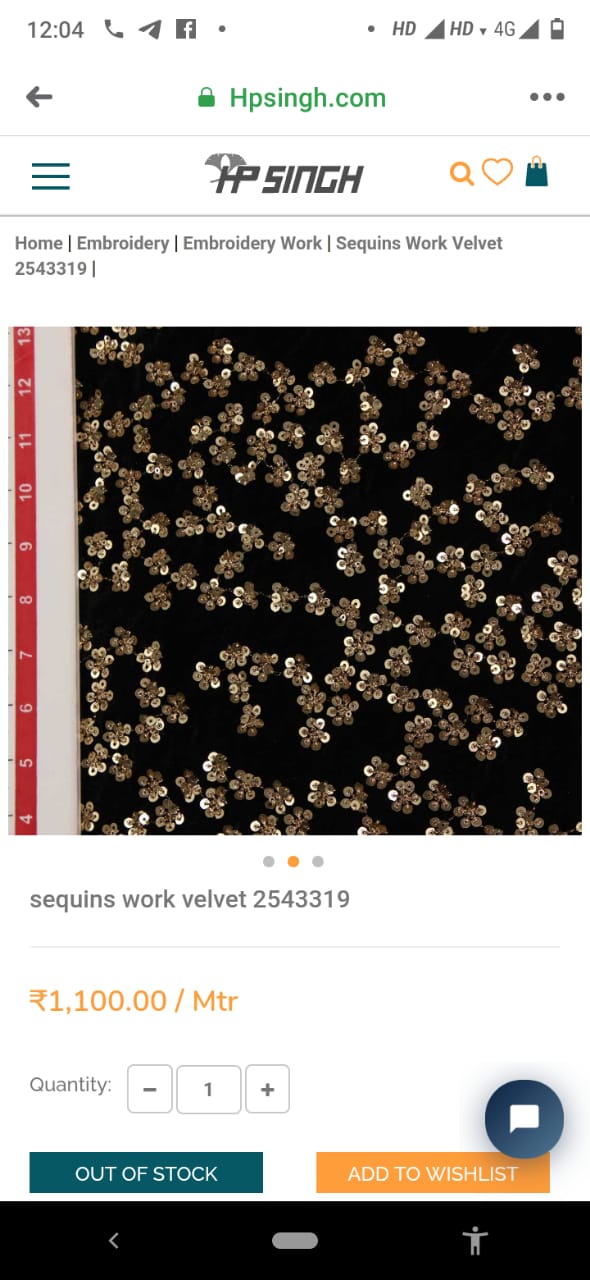 12:04
HD HD 4G
Hpsingh.com
HP SINGH
Home | Embroidery | Embroidery Work | Sequins Work Velvet
2543319 |
13
12
11
10
9
8
7
6
5
4
sequins work velvet 2543319
₹1,100.00 / Mtr
Quantity: - 1 +
OUT OF STOCK ADD TO WISHLIST